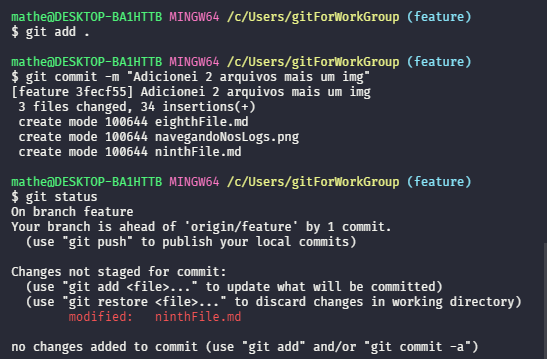 mathe@DESKTOP-BA1HTTB MINGW64 /c/Users/gitForWorkGroup (feature)
$ git add .
mathe@DESKTOP-BA1HTTB MINGW64 /c/Users/gitForWorkGroup (feature)
$ git commit -m "Adicionei 2 arquivos mais um img"
[feature 3fecf55] Adicionei 2 arquivos mais um img
 3 files changed, 34 insertions(+)
 create mode 100644 eighthFile.md
 create mode 100644 navegandoNosLogs.png
 create mode 100644 ninthFile.md
mathe@DESKTOP-BA1HTTB MINGW64 /c/Users/gitForWorkGroup (feature)
$ git status
On branch feature
Your branch is ahead of 'origin/feature' by 1 commit.
  (use "git push" to publish your local commits)
Changes not staged for commit:
  (use "git add <file>..." to update what will be committed)
  (use "git restore <file>..." to discard changes in working directory)
        modified:   ninthFile.md
no changes added to commit (use "git add" and/or "git commit -a")